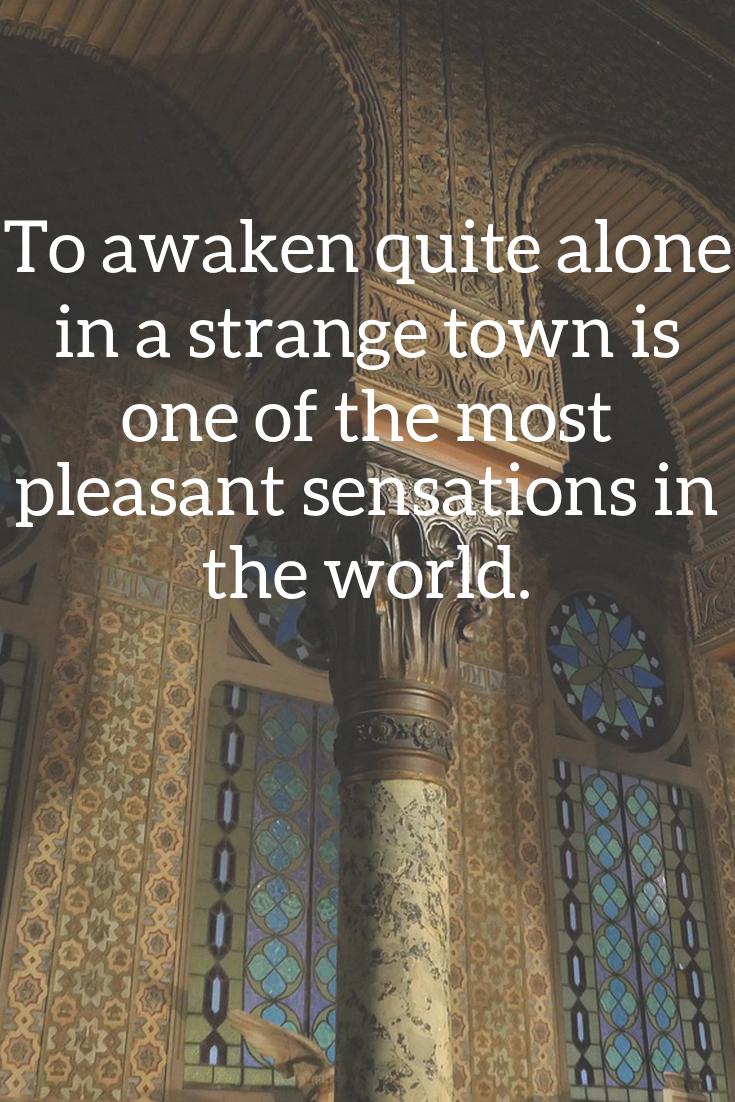 To awaken quite alone
in a strange town is
one of the most
pleasant sensations in
the world.